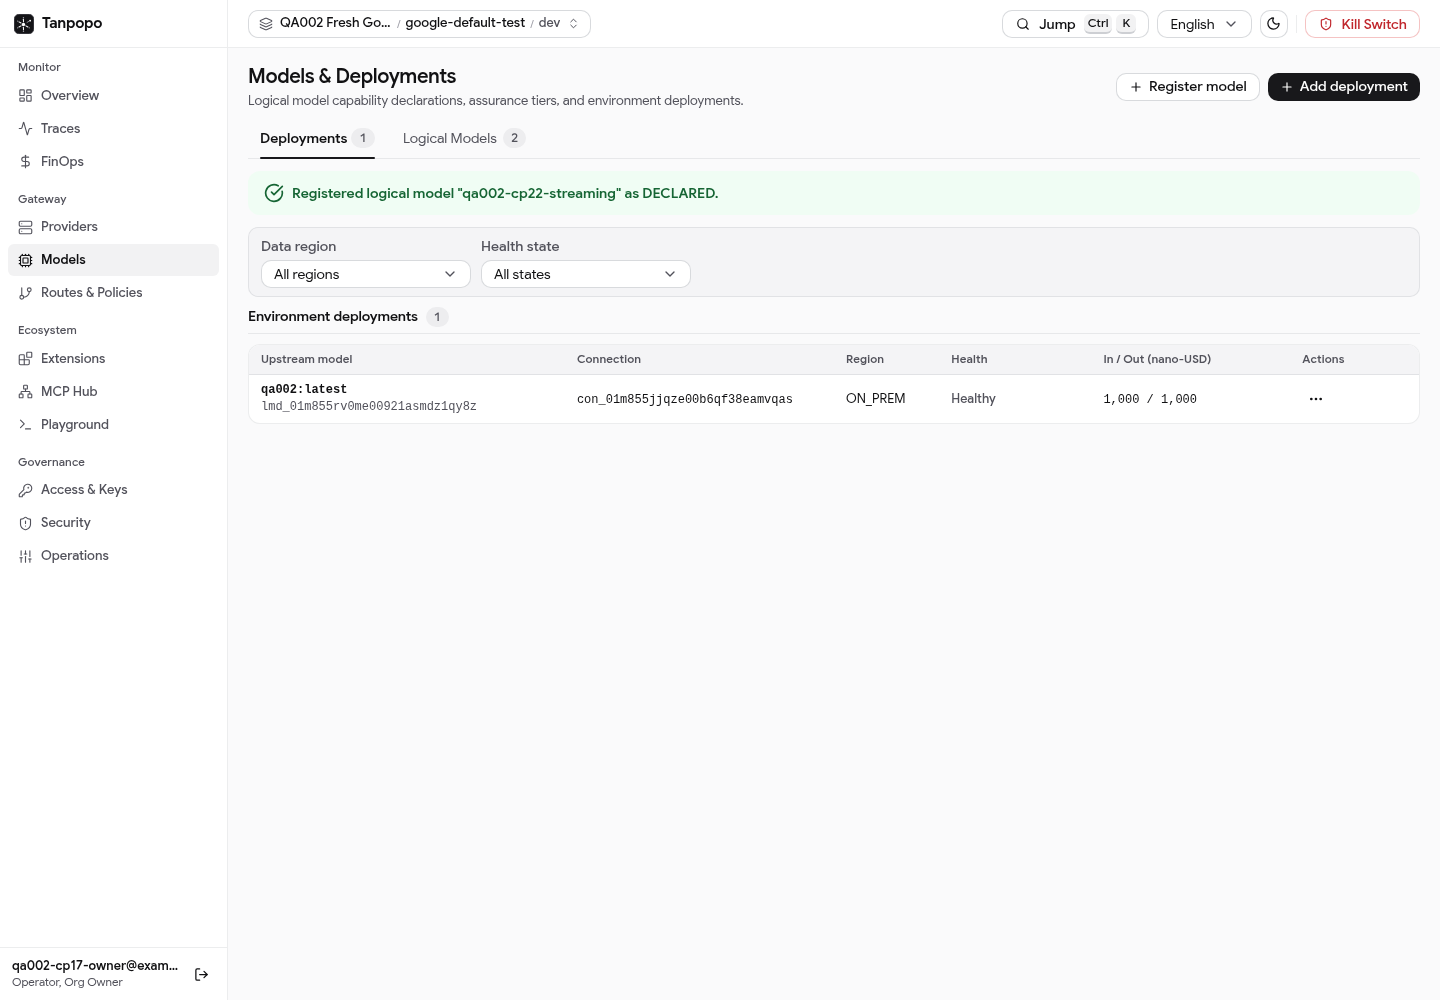 Tanpopo
QA002 Fresh Go... / google-default-test / dev
Jump Ctrl K
English
Kill Switch
Monitor
Overview
Traces
FinOps
Gateway
Providers
Models
Routes & Policies
Ecosystem
Extensions
MCP Hub
Playground
Governance
Access & Keys
Security
Operations
qa002-cp17-owner@exam...
Operator, Org Owner
Models & Deployments
Logical model capability declarations, assurance tiers, and environment deployments.
Register model
Add deployment
Deployments 1
Logical Models 2
Registered logical model "qa002-cp22-streaming" as DECLARED.
Data region
All regions
Health state
All states
Environment deployments 1
Upstream model Connection Region Health In / Out (nano-USD) Actions
qa002:latest
lmd_01m855rv0me00921asmdz1qy8z
con_01m855jjqze00b6qf38eamvqas ON_PREM Healthy 1,000 / 1,000